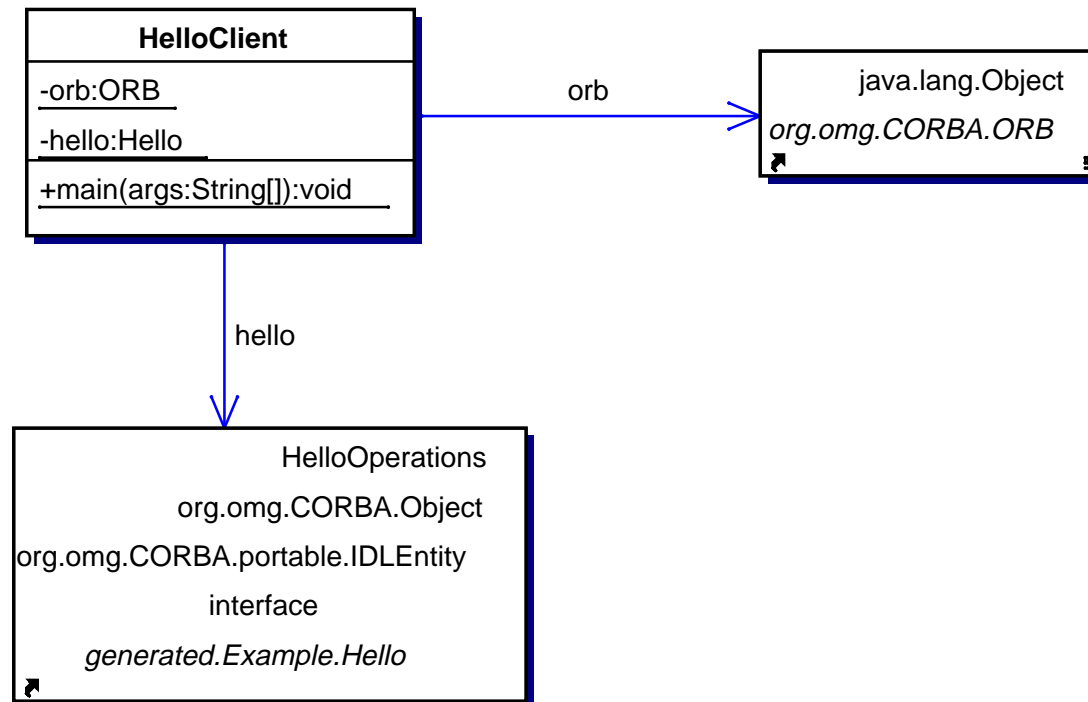 HelloClient
-orb:ORB
-hello:Hello
+main(args:String[]):void
orb
java.lang.Object
org.omg.CORBA.ORB
hello
HelloOperations
org.omg.CORBA.Object
org.omg.CORBA.portable.IDLEntity
interface
generated.Example.Hello